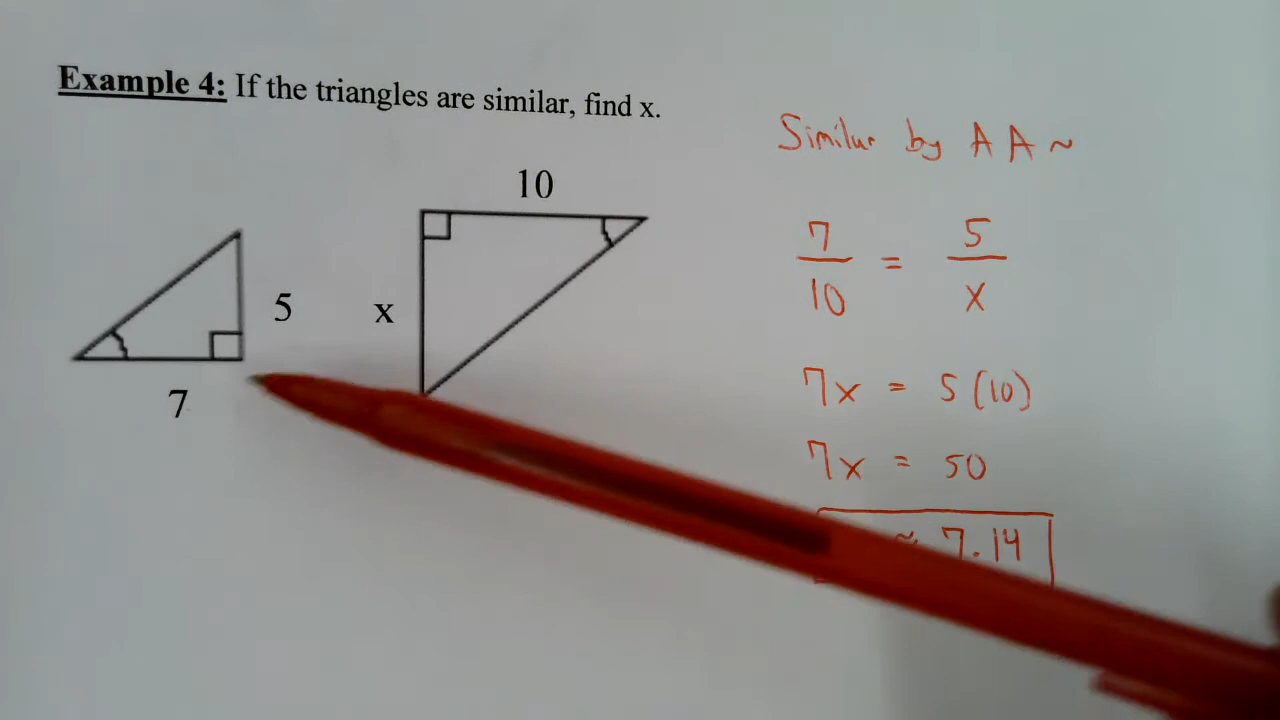 Example 4: If the triangles are similar, find x.
Similar by AA ~
10
5
x
7
7/10 = 5/x
7x = 5(10)
7x = 50
≈ 7.14